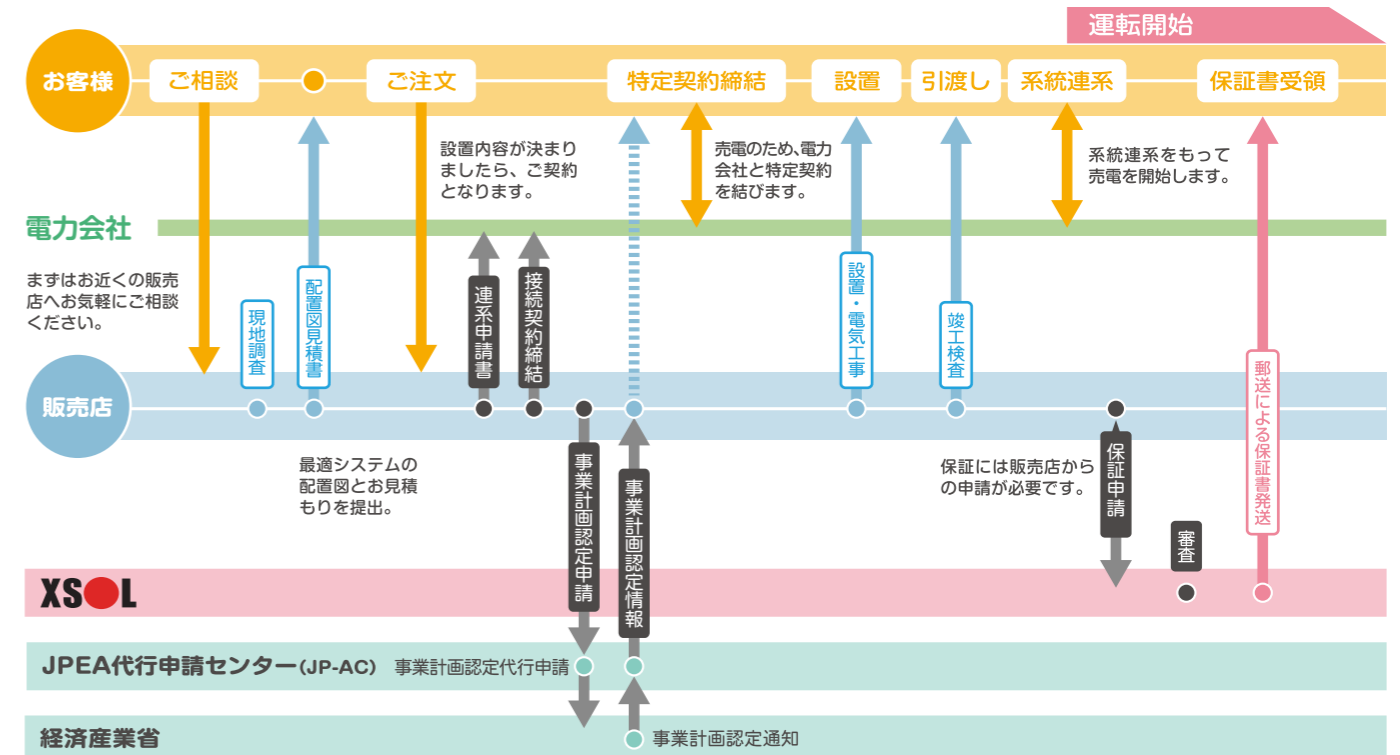 運転開始
お客様
ご相談
ご注文
特定契約締結
設置
引渡し
系統連系
保証書受領
設置内容が決まり
ましたら、ご契約
となります。
売電のため、電力
会社と特定契約
を結びます。
系統連系をもって
売電を開始します。
電力会社
まずはお近くの販売
店へお気軽にご相談
ください。
現地調査
配置図見積書
連系申請書
接続契約締結
設置・電気工事
竣工検査
郵送による保証書発送
販売店
最適システムの
配置図とお見積
もりを提出。
事業計画認定申請
事業計画認定情報
保証には販売店から
の申請が必要です。
保証申請
審査
XSOL
JPEA代行申請センター(JP-AC)
事業計画認定代行申請
経済産業省
事業計画認定通知